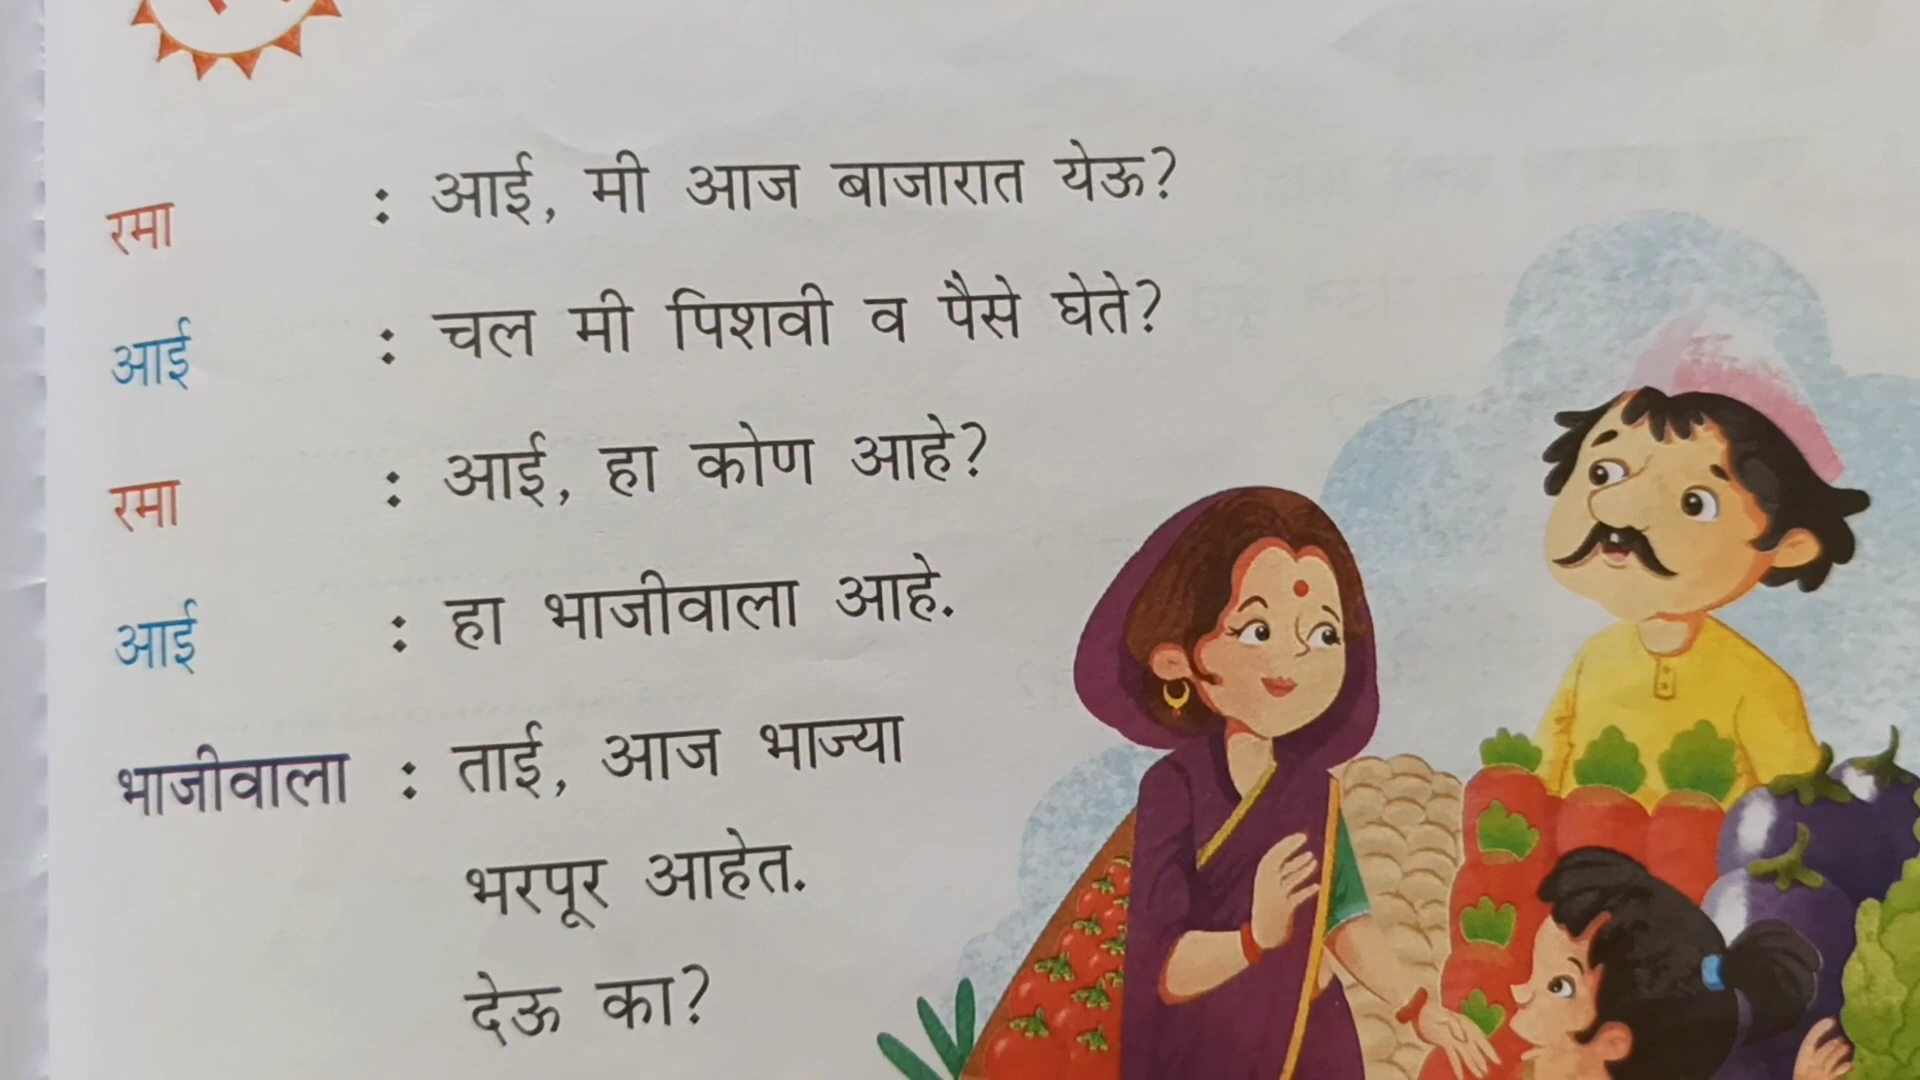 रमा : आई, मी आज बाजारात येऊ?
आई : चल मी पिशवी व पैसे घेते?
रमा : आई, हा कोण आहे?
आई : हा भाजीवाला आहे.
भाजीवाला : ताई, आज भाज्या
भरपूर आहेत.
देऊ का?